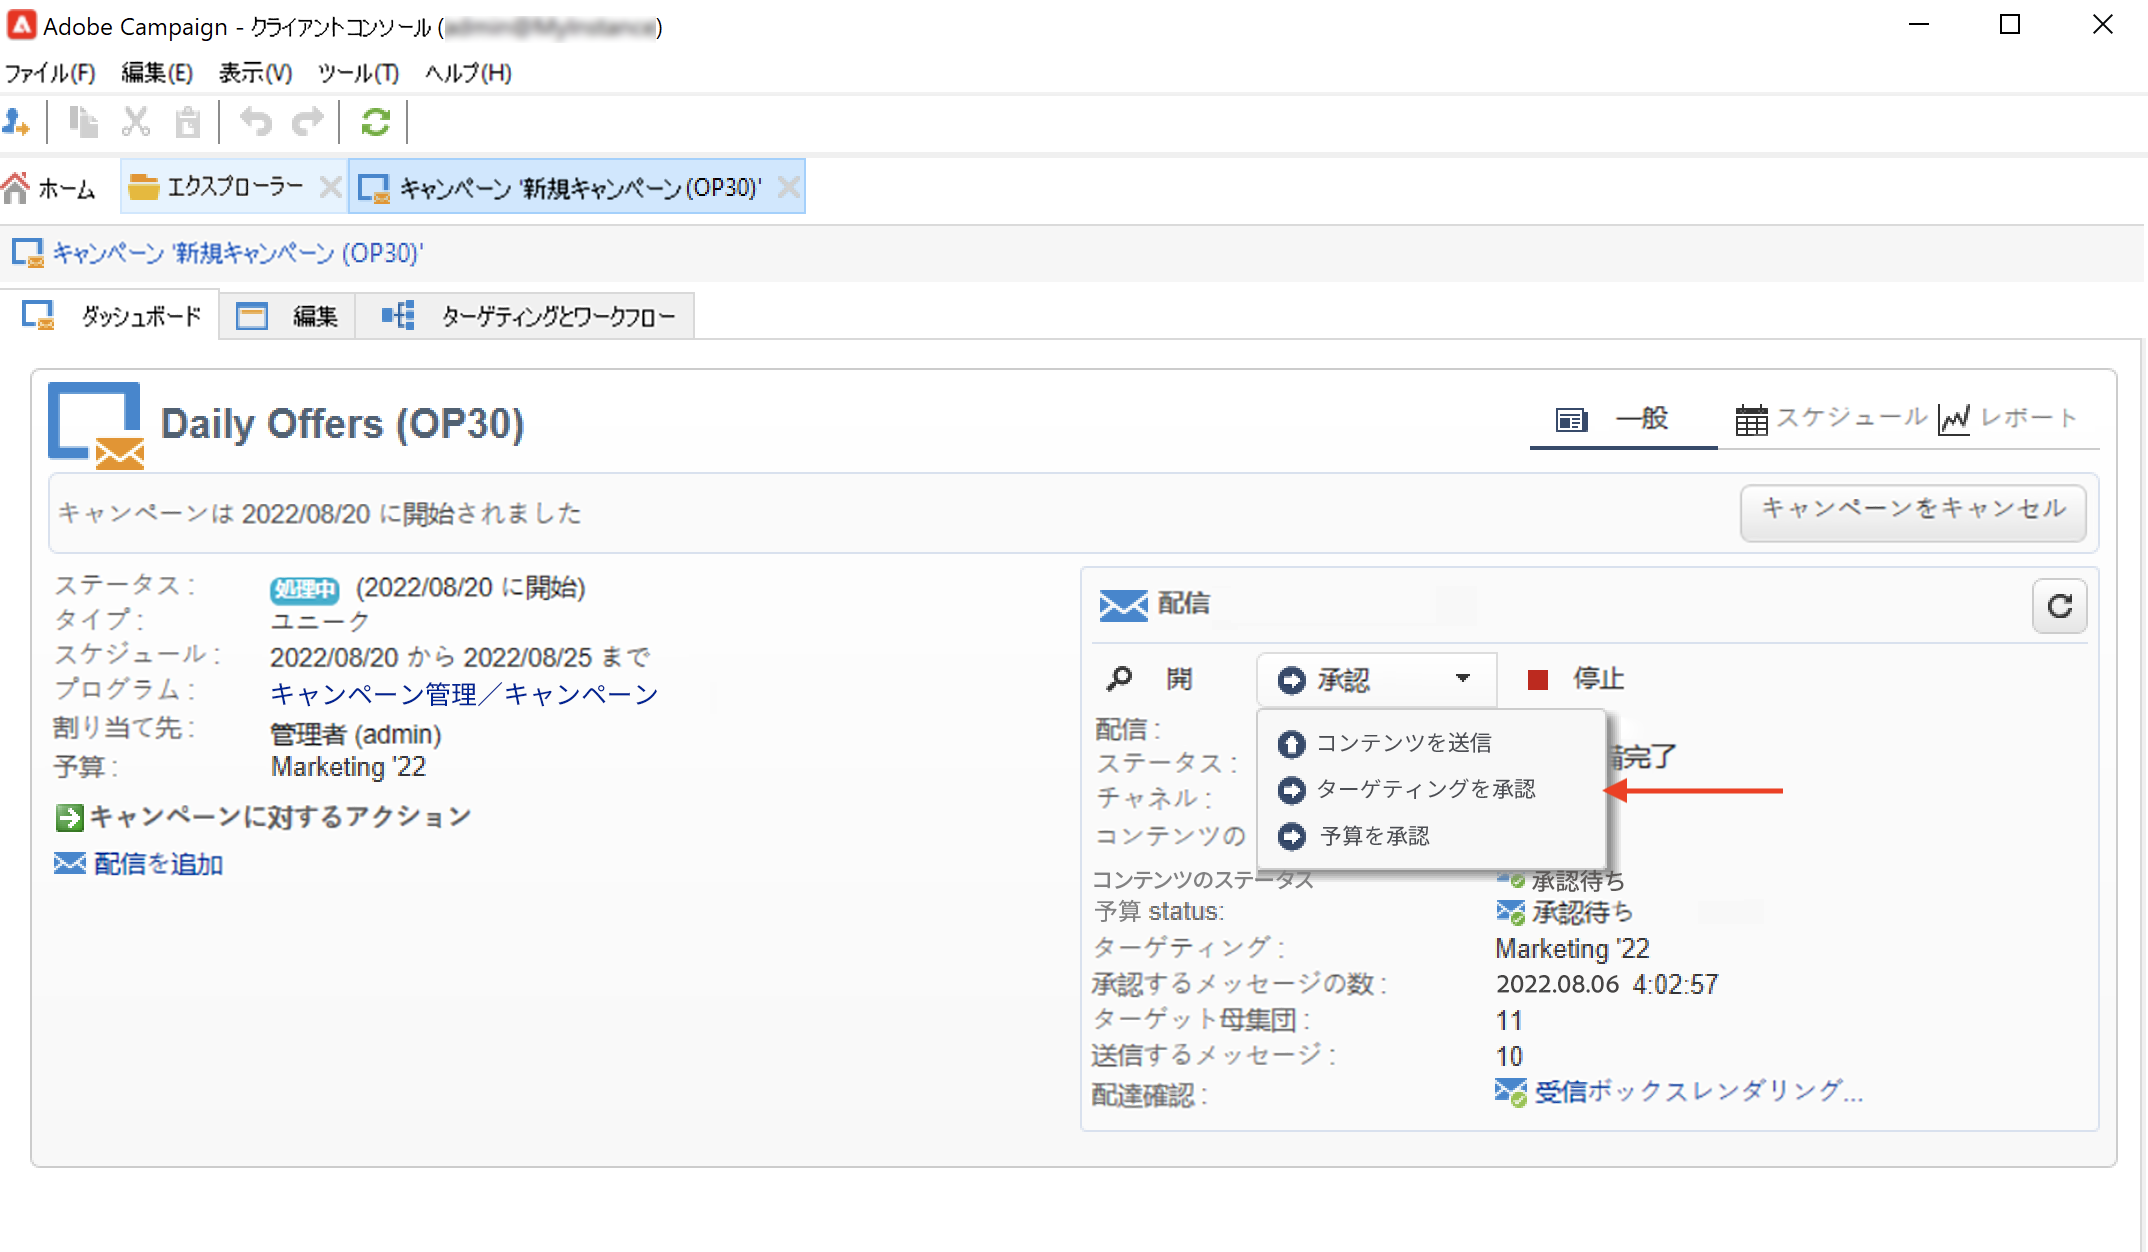 Adobe Campaign - クライアントコンソール ( )
ファイル(F) 編集(E) 表示(V) ツール(T) ヘルプ(H)
ホーム エクスプローラー キャンペーン '新規キャンペーン (OP30)'
キャンペーン '新規キャンペーン (OP30)'
ダッシュボード 編集 ターゲティングとワークフロー
Daily Offers (OP30)
一般 スケジュール レポート
キャンペーンは 2022/08/20 に開始されました
キャンペーンをキャンセル
ステータス : 処理中 (2022/08/20 に開始)
タイプ : ユニーク
スケジュール : 2022/08/20 から 2022/08/25 まで
プログラム : キャンペーン管理／キャンペーン
割り当て先 : 管理者 (admin)
予算 : Marketing '22
キャンペーンに対するアクション
配信を追加
配信
開 承認 停止
コンテンツを送信
ターゲティングを承認
予算を承認
配信 :
ステータス : 完了
チャネル :
コンテンツの
コンテンツのステータス 承認待ち
予算 status: 承認待ち
ターゲティング : Marketing '22
承認するメッセージの数 : 2022.08.06 4:02:57
ターゲット母集団 : 11
送信するメッセージ : 10
配達確認 : 受信ボックスレンダリング...